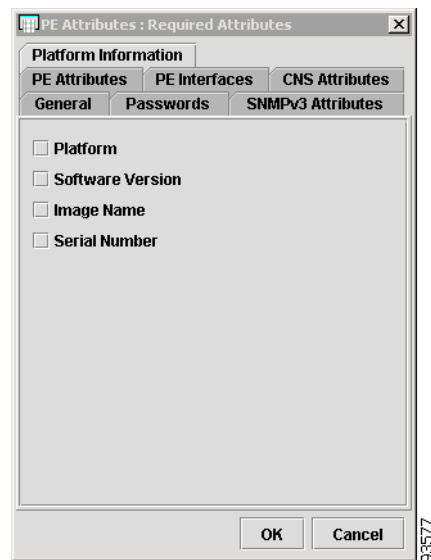 PE Attributes : Required Attributes
Platform Information
PE Attributes PE Interfaces CNS Attributes
General Passwords SNMPv3 Attributes
Platform
Software Version
Image Name
Serial Number
OK Cancel
93577